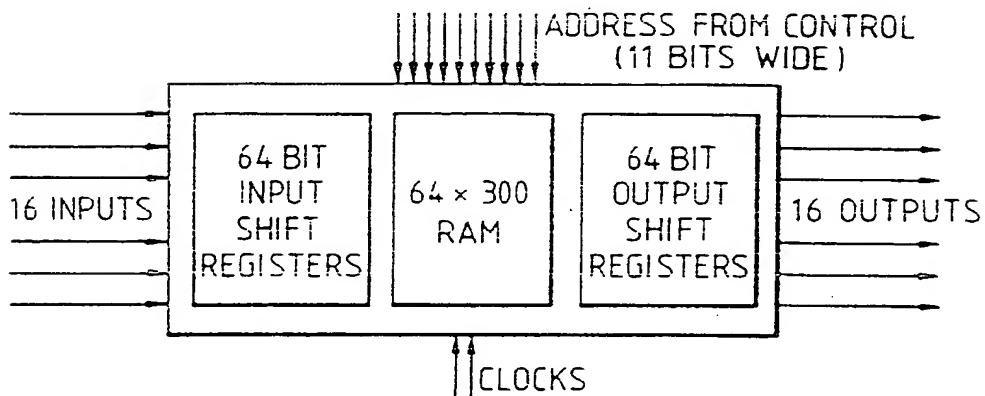 ADDRESS FROM CONTROL
(11 BITS WIDE)
16 INPUTS
64 BIT
INPUT
SHIFT
REGISTERS
64 × 300
RAM
64 BIT
OUTPUT
SHIFT
REGISTERS
16 OUTPUTS
CLOCKS